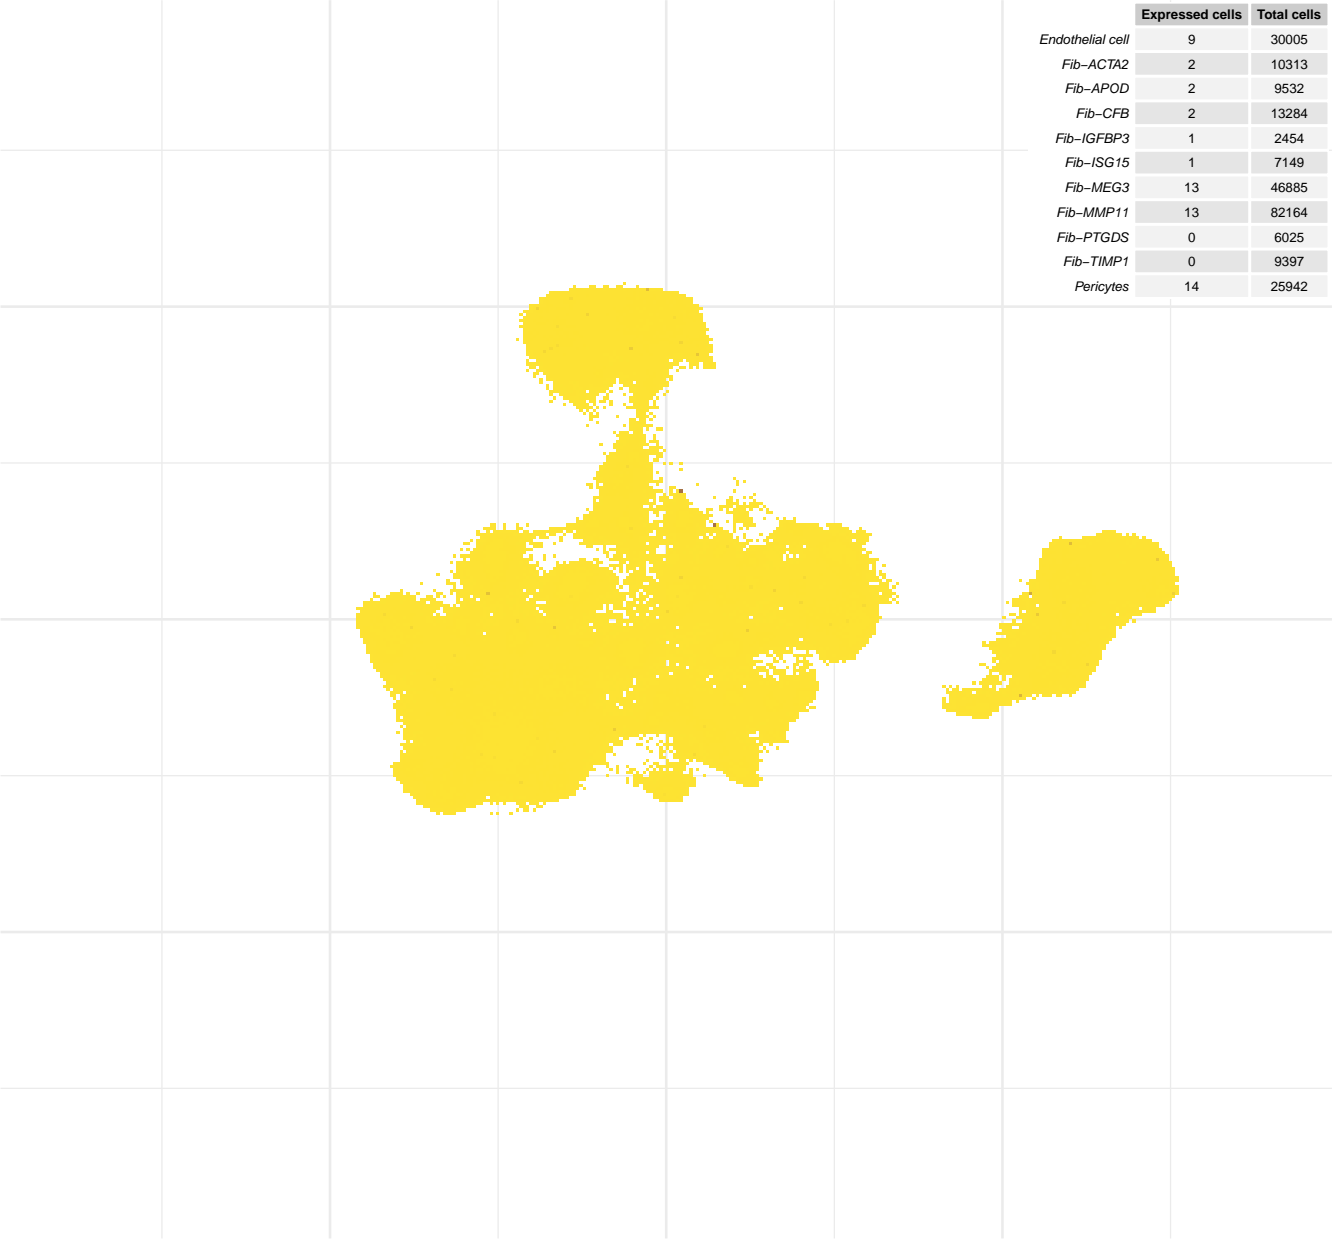 Expressed cells Total cells
Endothelial cell 9 30005
Fib−ACTA2 2 10313
Fib−APOD 2 9532
Fib−CFB 2 13284
Fib−IGFBP3 1 2454
Fib−ISG15 1 7149
Fib−MEG3 13 46885
Fib−MMP11 13 82164
Fib−PTGDS 0 6025
Fib−TIMP1 0 9397
Pericytes 14 25942